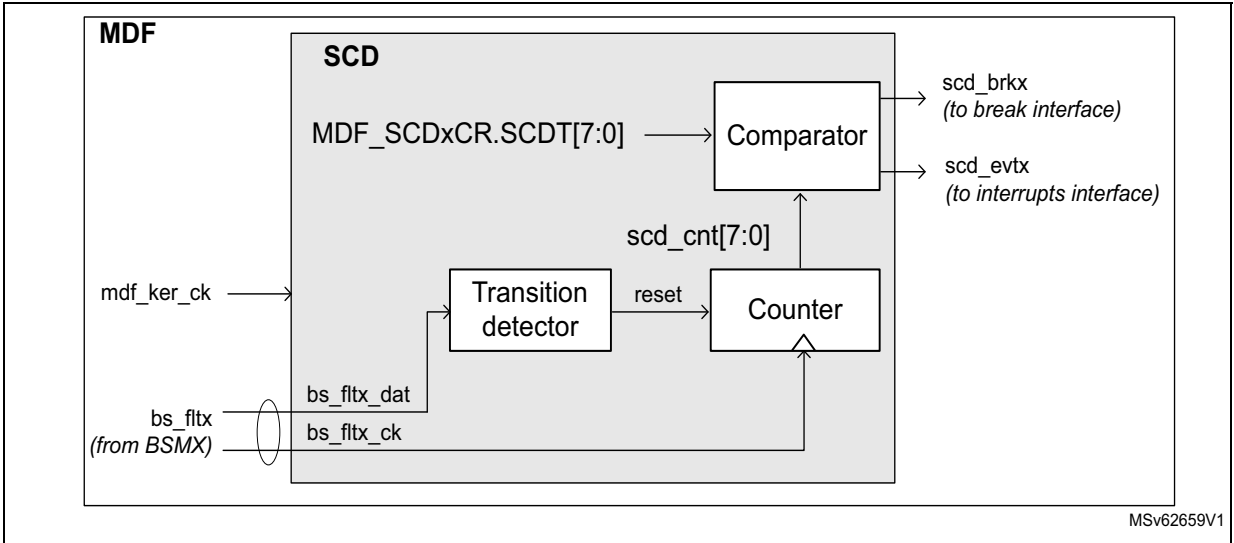 MDF
SCD
scd_brkx
(to break interface)
MDF_SCDxCR.SCDT[7:0]
Comparator
scd_evtx
(to interrupts interface)
scd_cnt[7:0]
mdf_ker_ck
Transition
detector
reset
Counter
bs_fltx_dat
bs_fltx
(from BSMX)
bs_fltx_ck
MSv62659V1